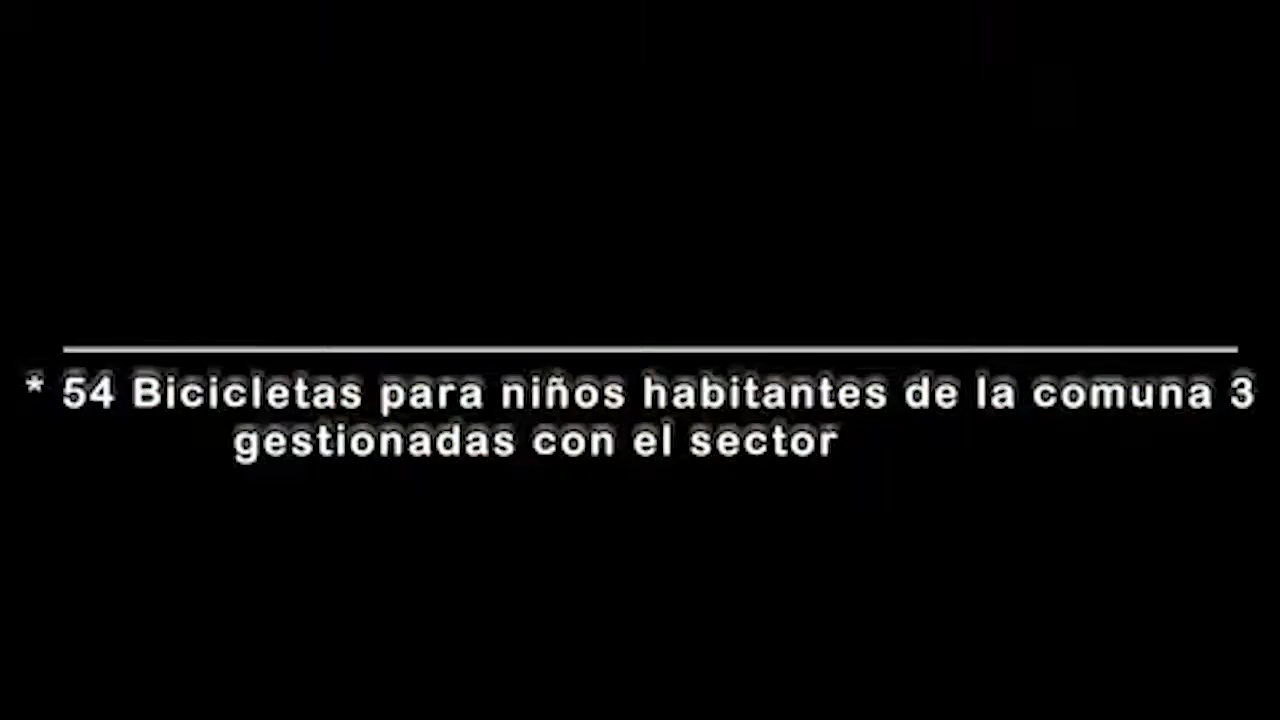 * 54 Bicicletas para niños habitantes de la comuna 3
gestionadas con el sector